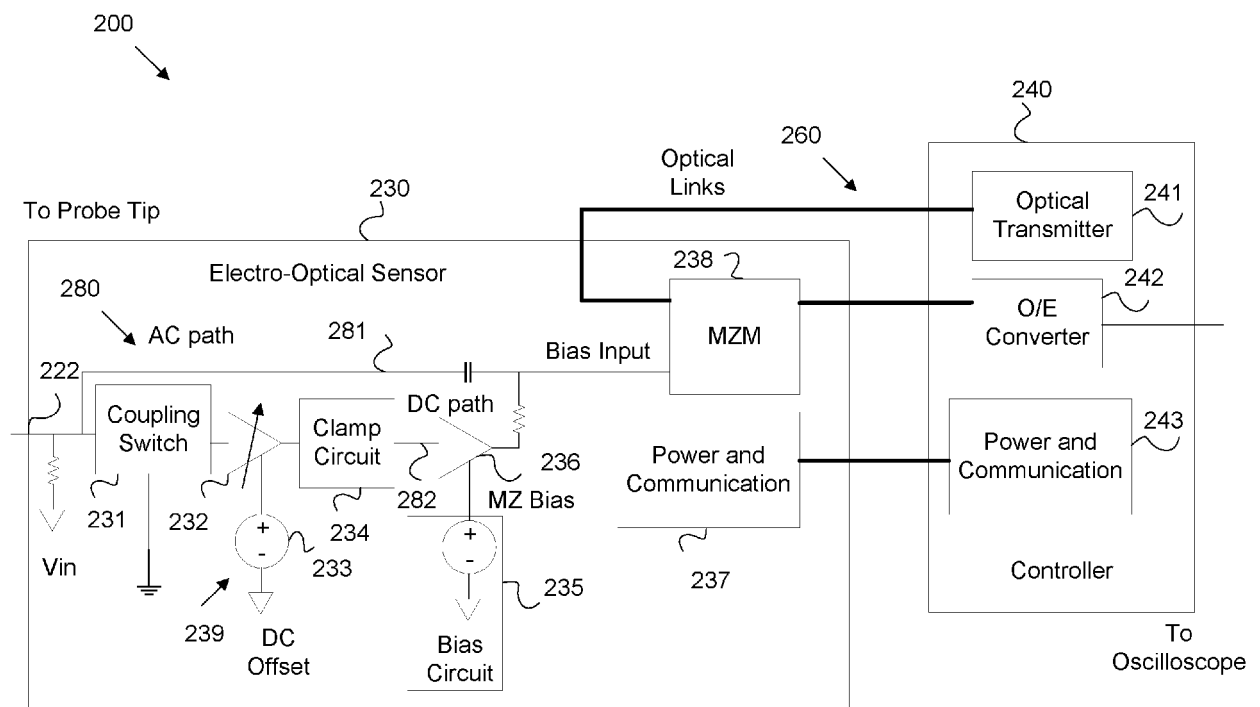 200
240
260
Optical
Links
230
Optical
Transmitter
241
To Probe Tip
Electro-Optical Sensor
238
242
280
O/E
Converter
MZM
AC path
281
Bias Input
222
Coupling
Switch
DC path
Clamp
Circuit
243
Power and
Communication
236
Power and
Communication
282
MZ Bias
231
232
234
+
-
+
-
Vin
233
237
235
Controller
239
DC
Offset
Bias
Circuit
To
Oscilloscope